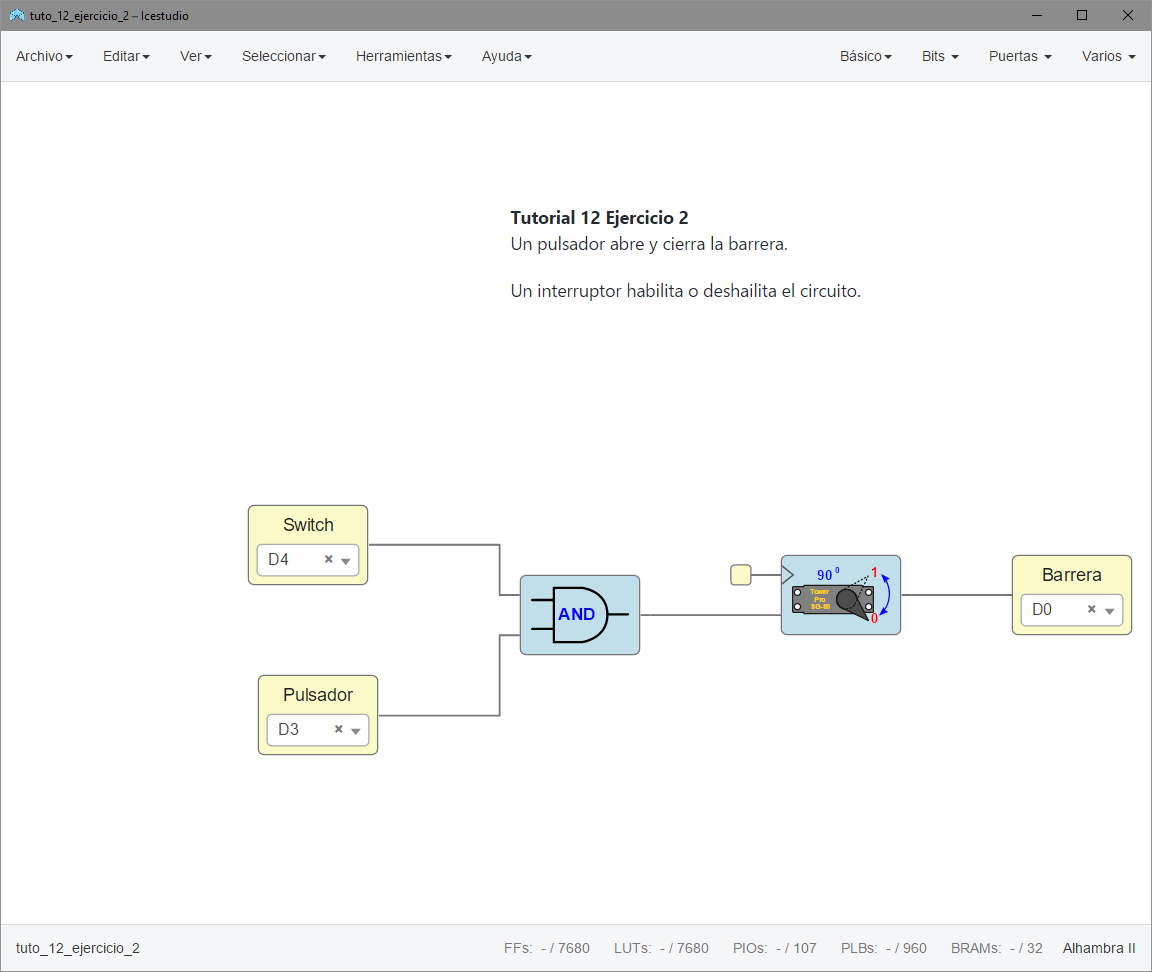 tuto_12_ejercicio_2 – Icestudio
Archivo Editar Ver Seleccionar Herramientas Ayuda Básico Bits Puertas Varios
Tutorial 12 Ejercicio 2
Un pulsador abre y cierra la barrera.
Un interruptor habilita o deshailita el circuito.
Switch
D4 ×
AND
Pulsador
D3 ×
90º 1
Tower
Pro
SG-90
0
Barrera
D0 ×
tuto_12_ejercicio_2 FFs: - / 7680 LUTs: - / 7680 PIOs: - / 107 PLBs: - / 960 BRAMs: - / 32 Alhambra II